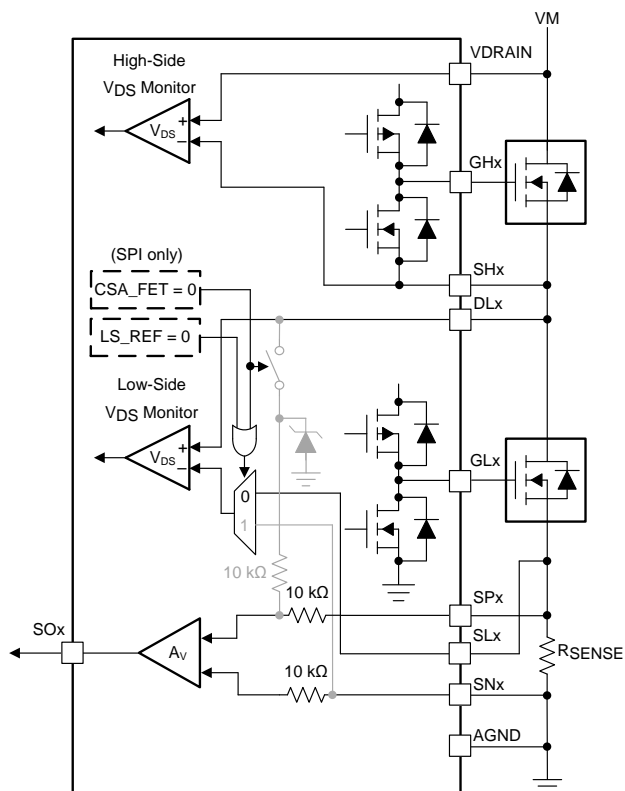 VM
VDRAIN
High-Side
VDS Monitor
VDS
+
−
GHx
(SPI only)
CSA_FET = 0
SHx
DLx
LS_REF = 0
Low-Side
VDS Monitor
VDS
+
−
GLx
0
1
10 kΩ
10 kΩ
SPx
SOx
AV
SLx
RSENSE
10 kΩ
SNx
AGND